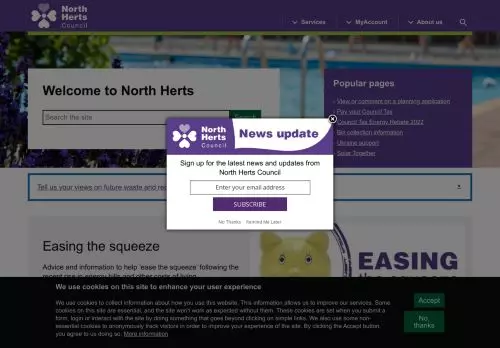 North
Herts
Council
Services
MyAccount
About us
Welcome to North Herts
Search the site
Search
Popular pages
View or comment on a planning application
Pay your Council Tax
Council Tax Energy Rebate 2022
Bin collection information
Ukraine support
Solar Together
North
Herts
Council
News update
Sign up for the latest news and updates from
North Herts Council
Enter your email address
SUBSCRIBE
No Thanks
Remind Me Later
Tell us your views on future waste and rec
x
Easing the squeeze
Advice and information to help 'ease the squeeze' following
the recent rise in energy bills and other costs of living.
EASING
We use cookies on this site to enhance your user experience
We use cookies to collect information about how you use this website. This information allows us to improve our services. Some
cookies on this site are essential, and the site won't work as expected without them. These cookies are set when you submit a
form, login or interact with the site by doing something that goes beyond clicking on simple links. We also use some non-
essential cookies to anonymously track visitors in order to improve your experience of the site. By clicking the Accept button
you agree to us doing so. More information
Accept
No,
thanks